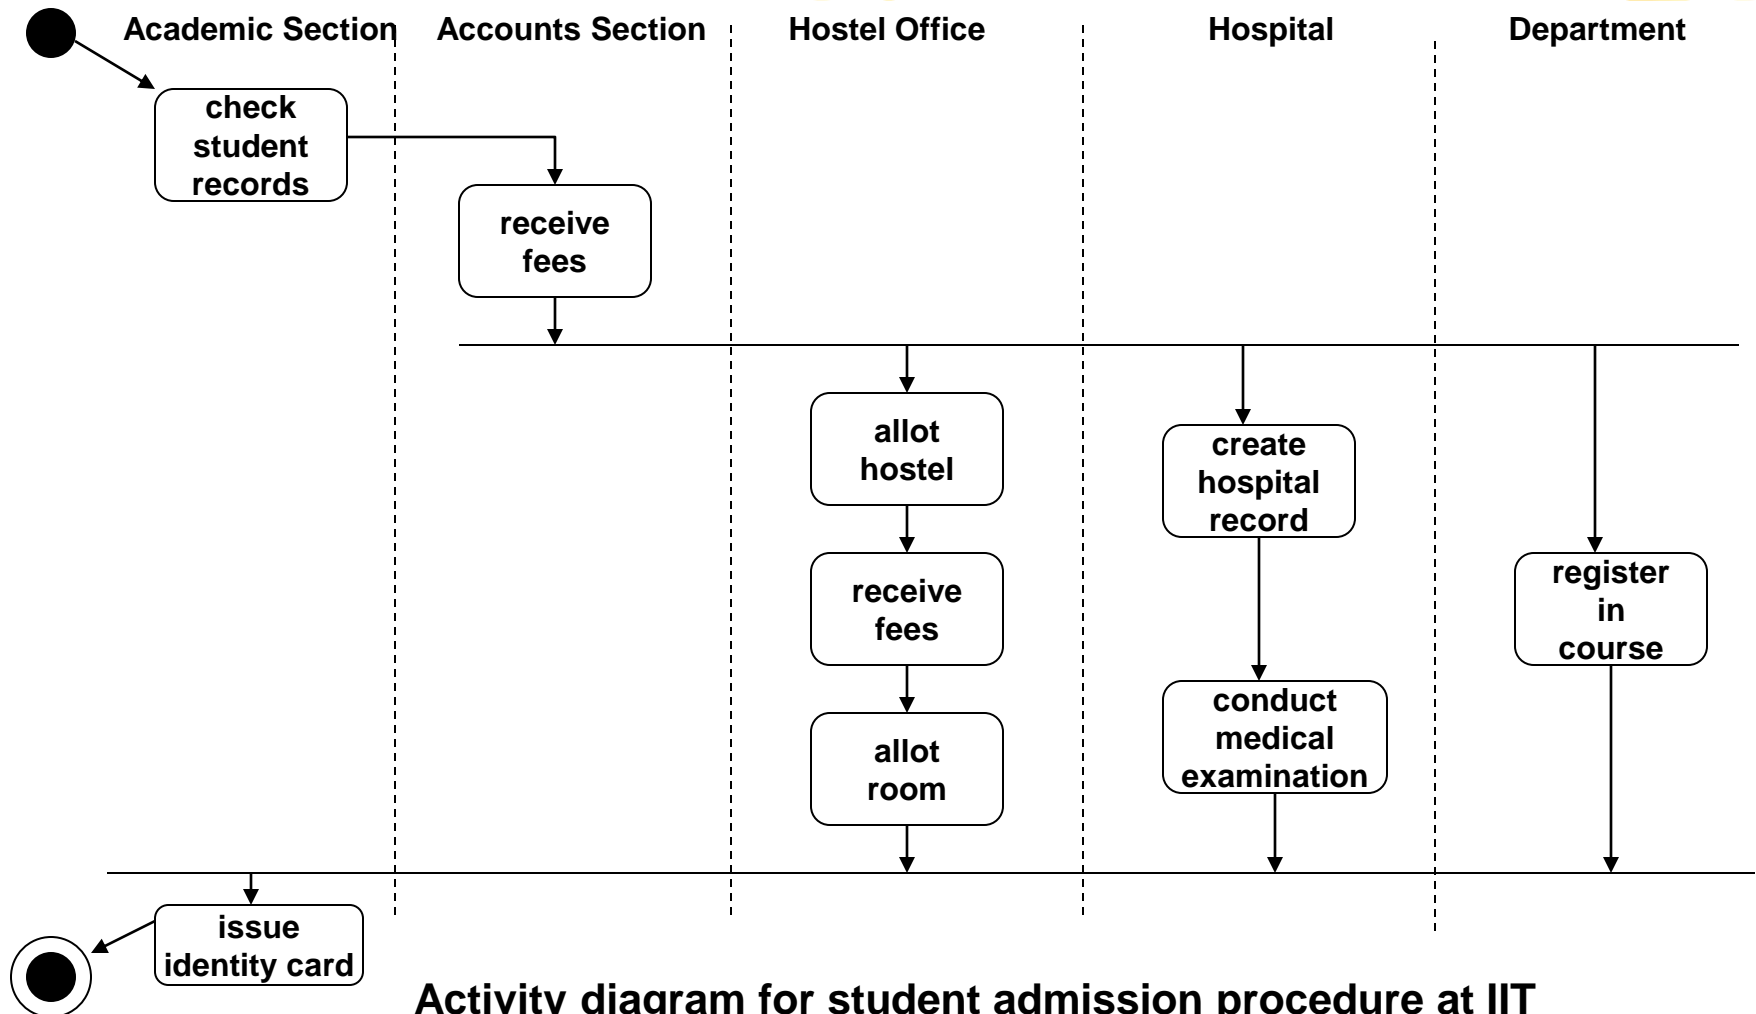 Academic Section
Accounts Section
Hostel Office
Hospital
Department
check
student
records
receive
fees
allot
hostel
receive
fees
allot
room
create
hospital
record
conduct
medical
examination
register
in
course
issue
identity card
Activity diagram for student admission procedure at IIT